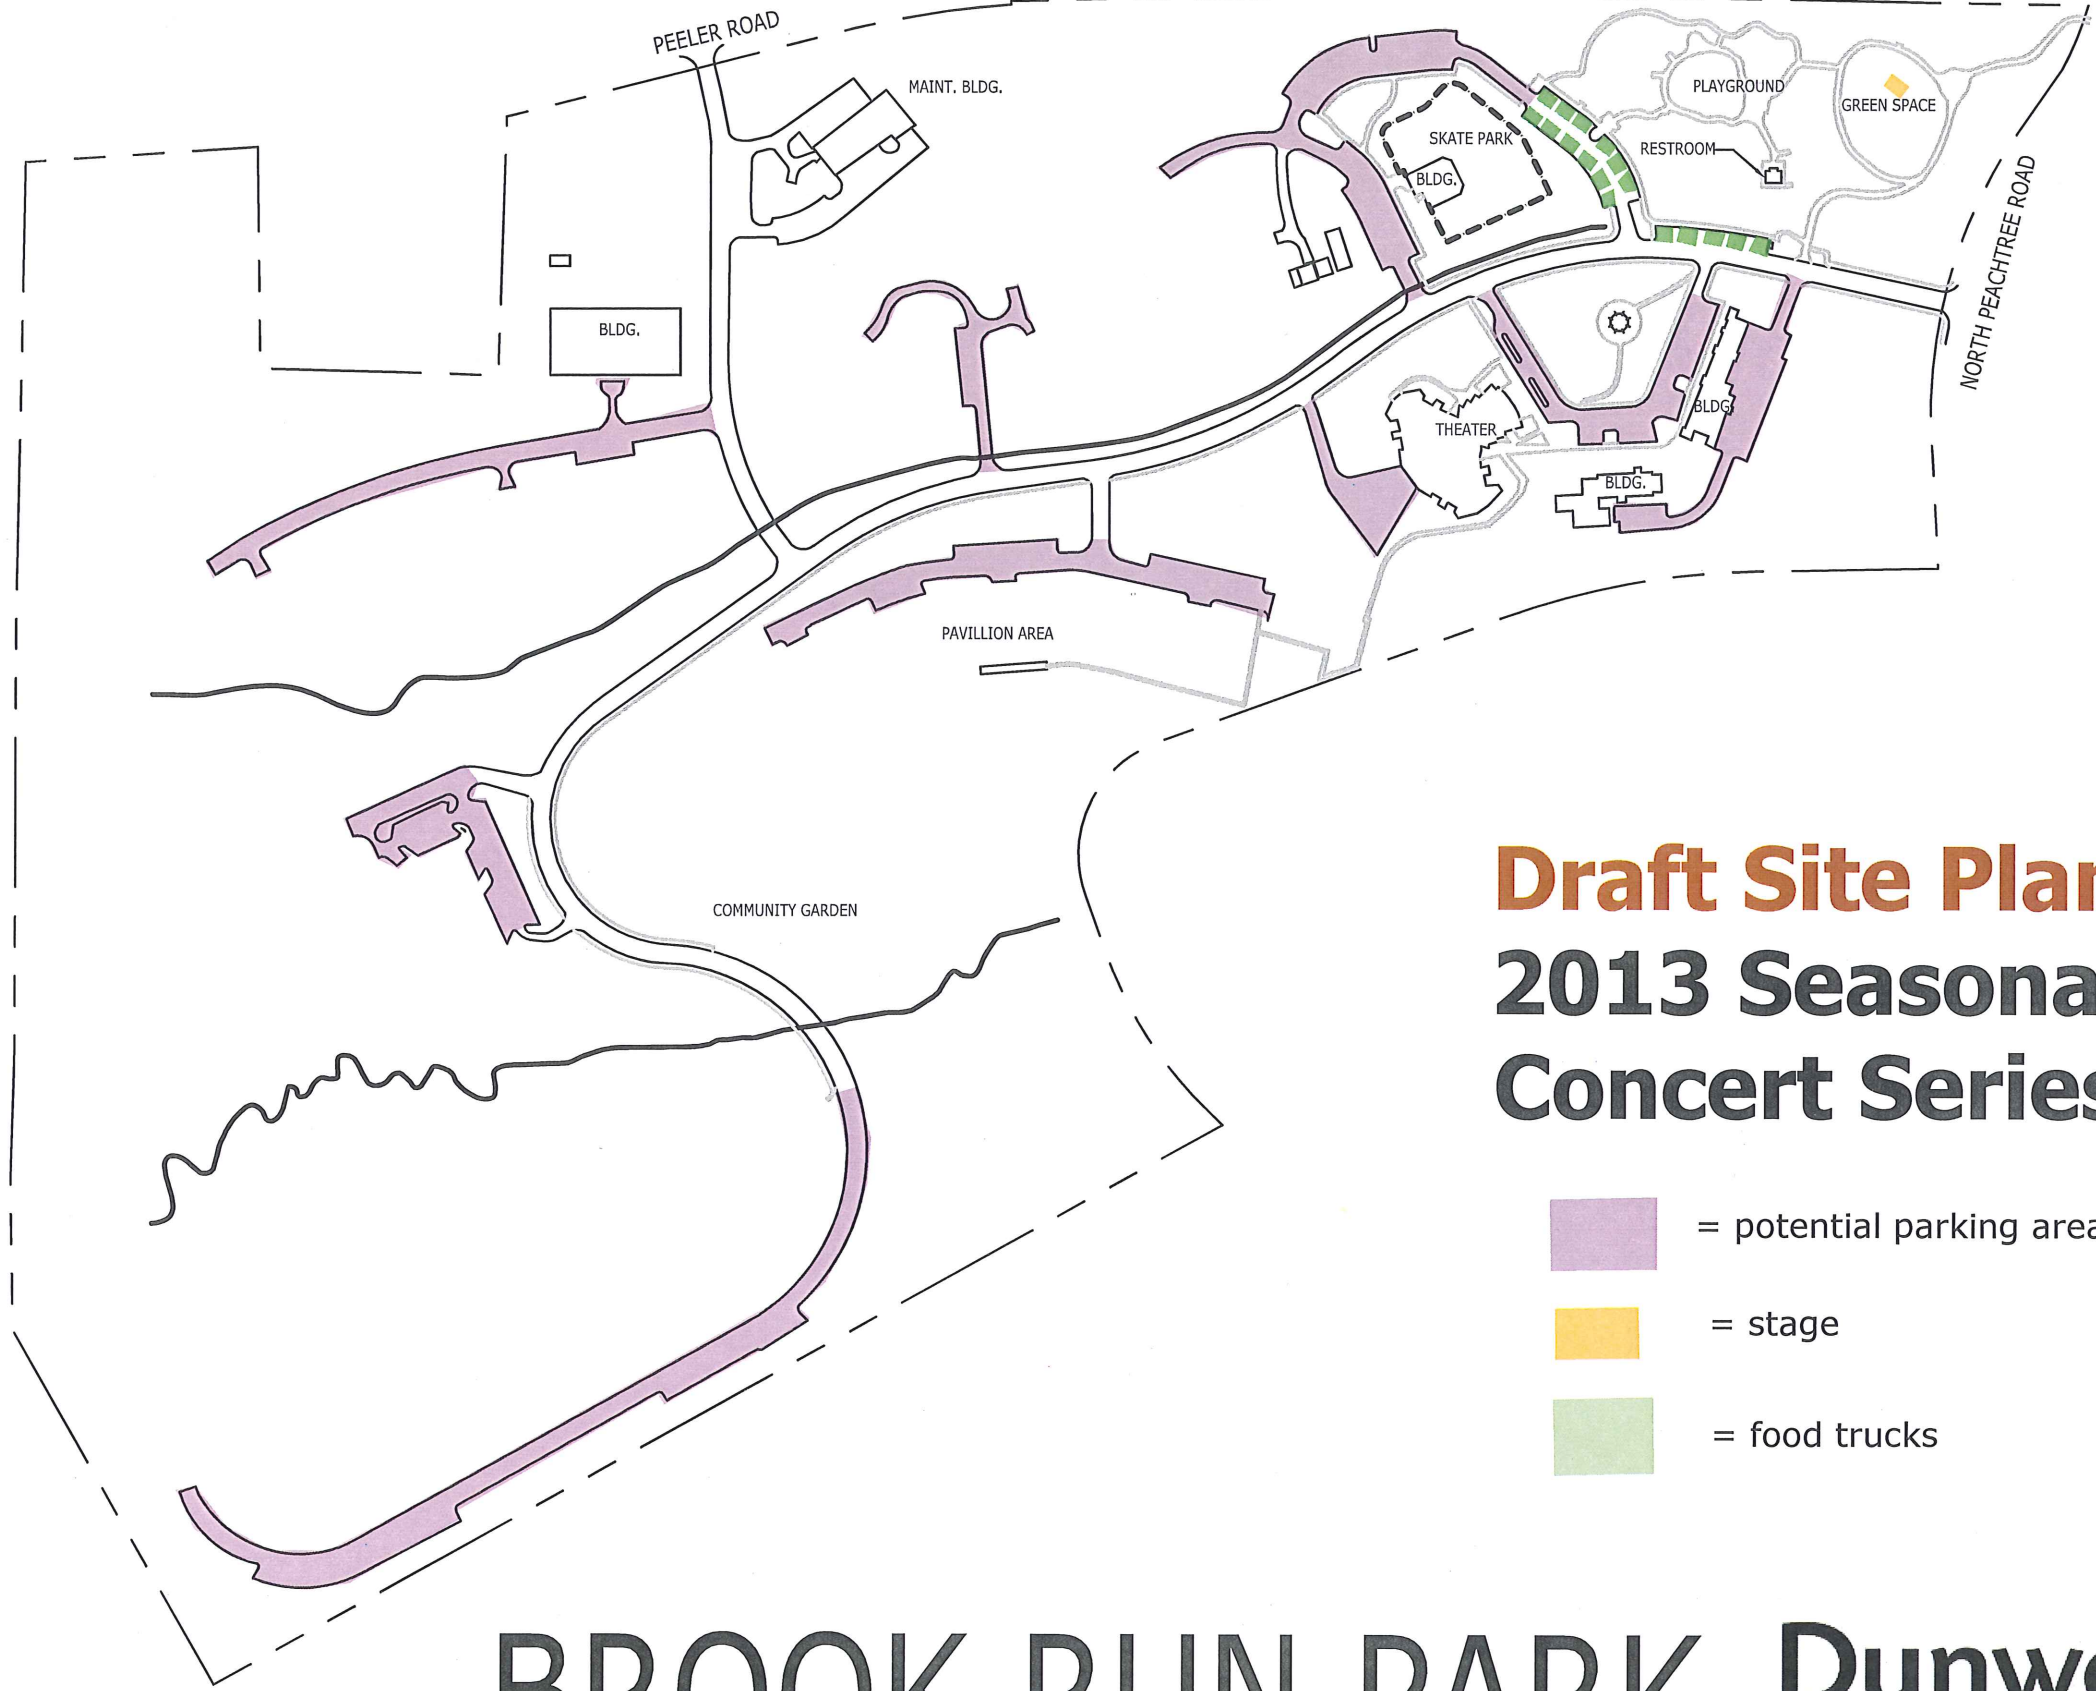 PEELER ROAD
MAINT. BLDG.
PLAYGROUND
GREEN SPACE
SKATE PARK
RESTROOM
BLDG.
NORTH PEACHTREE ROAD
BLDG.
BLDG.
THEATER
BLDG.
PAVILLION AREA
COMMUNITY GARDEN
Draft Site Plan
2013 Seasona
Concert Series
= potential parking area
= stage
= food trucks
BROOK RUN PARK Dunwo